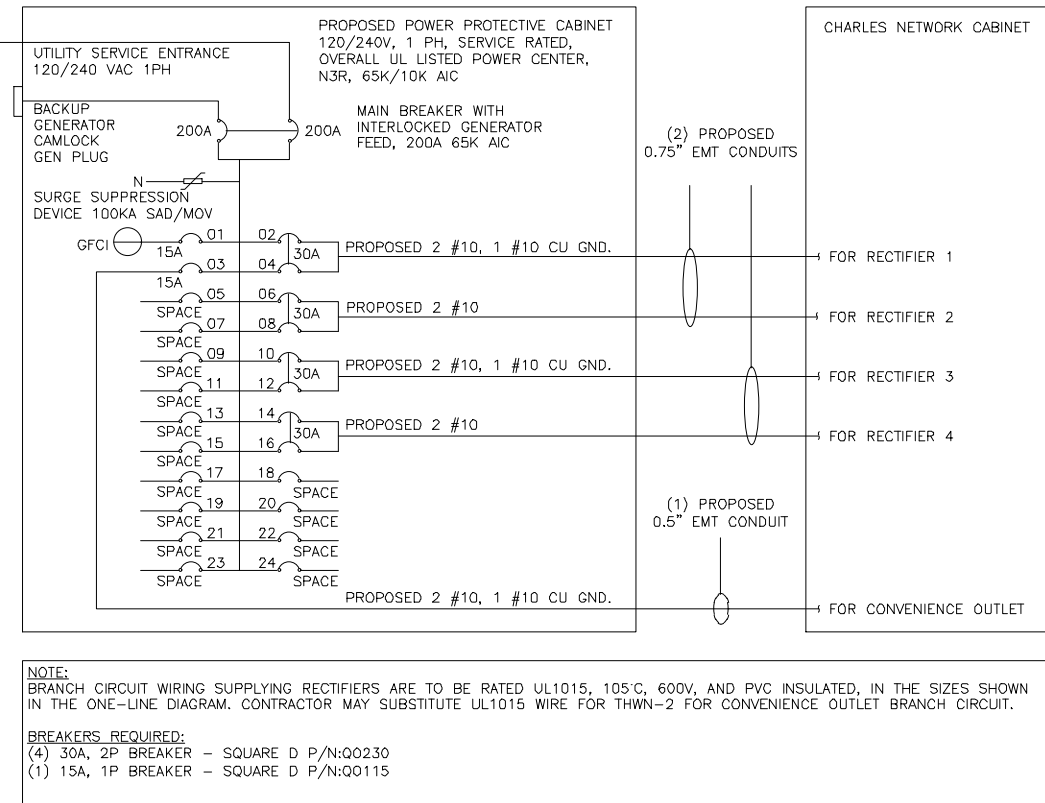 PROPOSED POWER PROTECTIVE CABINET
120/240V, 1 PH, SERVICE RATED,
OVERALL UL LISTED POWER CENTER,
N3R, 65K/10K AIC
CHARLES NETWORK CABINET
UTILITY SERVICE ENTRANCE
120/240 VAC 1PH
BACKUP
GENERATOR
CAMLOCK
GEN PLUG
200A
200A
MAIN BREAKER WITH
INTERLOCKED GENERATOR
FEED, 200A 65K AIC
(2) PROPOSED
0.75" EMT CONDUITS
N
SURGE SUPPRESSION
DEVICE 100KA SAD/MOV
GFCI
15A
01
02
30A
PROPOSED 2 #10, 1 #10 CU GND.
FOR RECTIFIER 1
15A
03
04
SPACE
05
06
30A
PROPOSED 2 #10
FOR RECTIFIER 2
SPACE
07
08
SPACE
09
10
30A
PROPOSED 2 #10, 1 #10 CU GND.
FOR RECTIFIER 3
SPACE
11
12
SPACE
13
14
30A
PROPOSED 2 #10
FOR RECTIFIER 4
SPACE
15
16
SPACE
17
18
SPACE
SPACE
19
20
SPACE
SPACE
21
22
SPACE
SPACE
23
24
SPACE
(1) PROPOSED
0.5" EMT CONDUIT
PROPOSED 2 #10, 1 #10 CU GND.
FOR CONVENIENCE OUTLET
NOTE:
BRANCH CIRCUIT WIRING SUPPLYING RECTIFIERS ARE TO BE RATED UL1015, 105°C, 600V, AND PVC INSULATED, IN THE SIZES SHOWN
IN THE ONE-LINE DIAGRAM. CONTRACTOR MAY SUBSTITUTE UL1015 WIRE FOR THWN-2 FOR CONVENIENCE OUTLET BRANCH CIRCUIT.
BREAKERS REQUIRED:
(4) 30A, 2P BREAKER - SQUARE D P/N:QO230
(1) 15A, 1P BREAKER - SQUARE D P/N:QO115